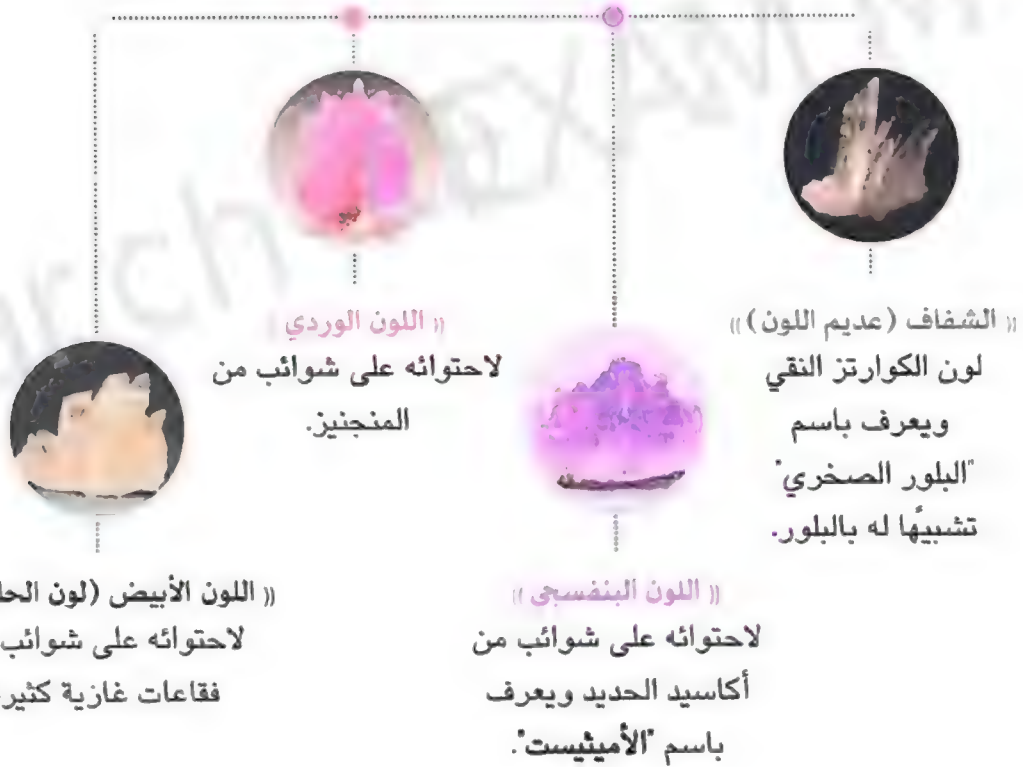 (( الشفاف (عديم اللون) ))
لون الكوارتز النقي
ويعرف باسم
"البلور الصخري"
تشبيهًا له بالبلور.
(( اللون الوردي
لاحتوائه على شوائب من
المنجنيز.
(( اللون البنفسجى ))
لاحتوائه على شوائب من
أكاسيد الحديد ويعرف
باسم "الأميثيست".
(( اللون الأبيض (لون
لاحتوائه على شوائب
فقاعات غازية